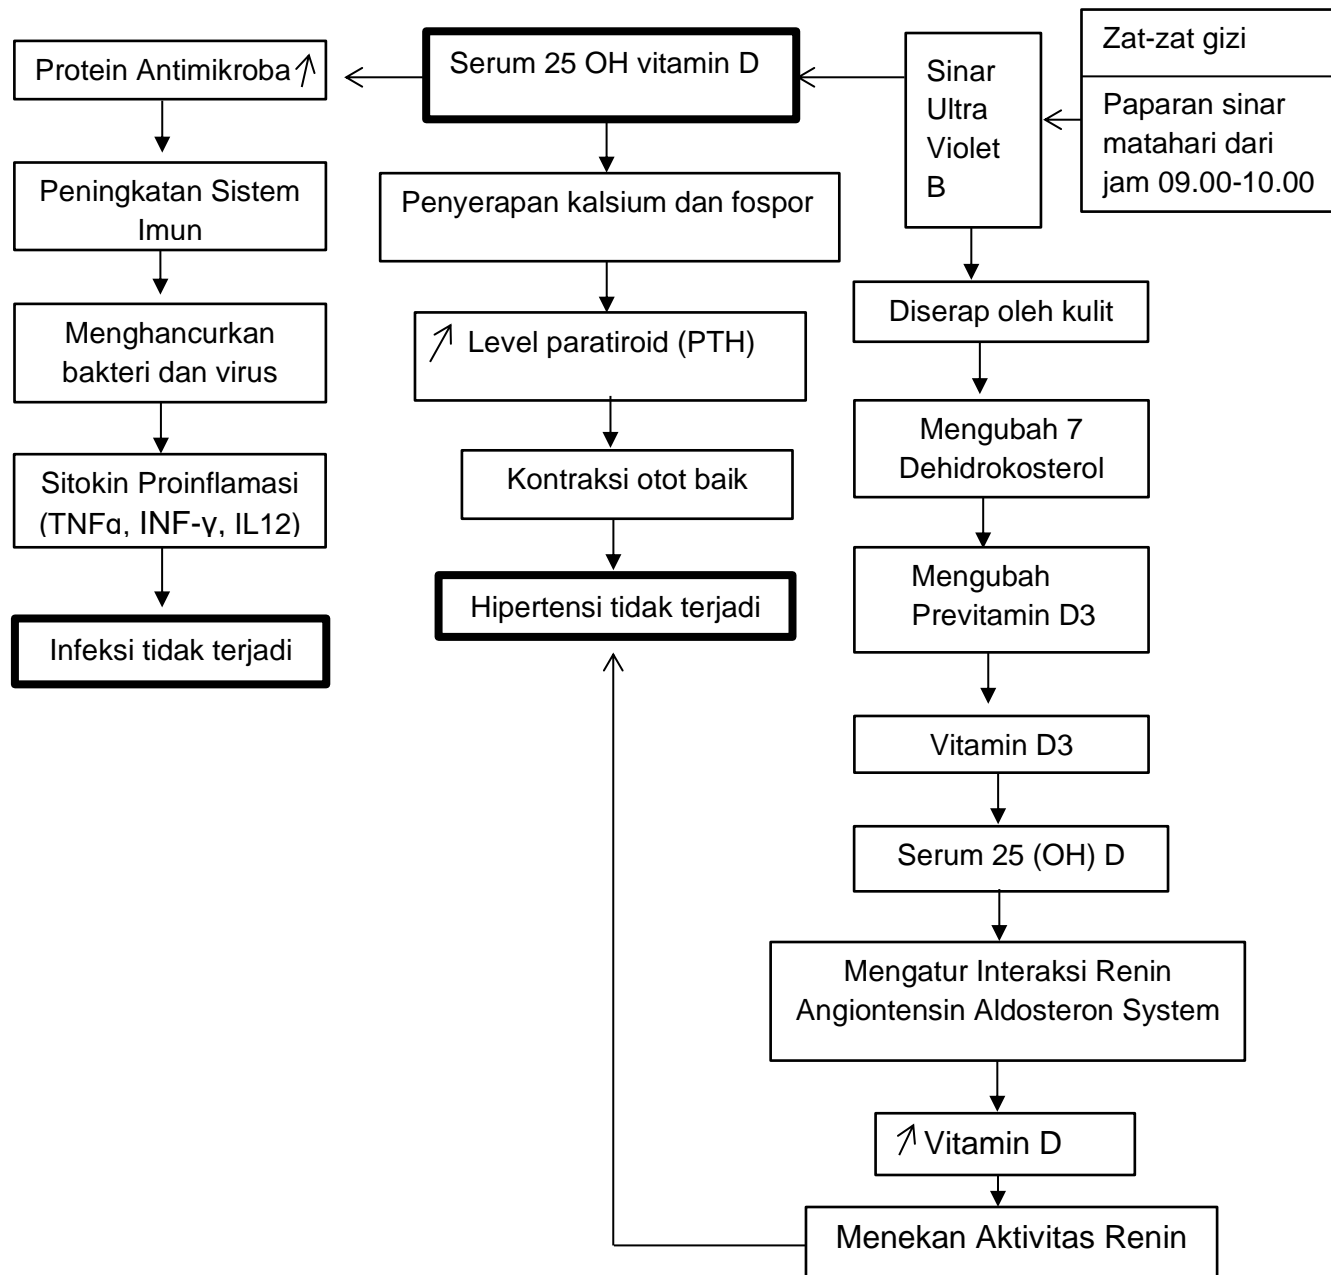 Protein Antimikroba
Peningkatan Sistem
Imun
Menghancurkan
bakteri dan virus
Sitokin Proinflamasi
(TNFα, INF-γ, IL12)
Infeksi tidak terjadi
Serum 25 OH vitamin D
Penyerapan kalsium dan fospor
Level paratiroid (PTH)
Kontraksi otot baik
Hipertensi tidak terjadi
Sinar
Ultra
Violet
B
Zat-zat gizi
Paparan sinar
matahari dari
jam 09.00-10.00
Diserap oleh kulit
Mengubah 7
Dehidrokosterol
Mengubah
Previtamin D3
Vitamin D3
Serum 25 (OH) D
Mengatur Interaksi Renin
Angiontensin Aldosteron System
Vitamin D
Menekan Aktivitas Renin